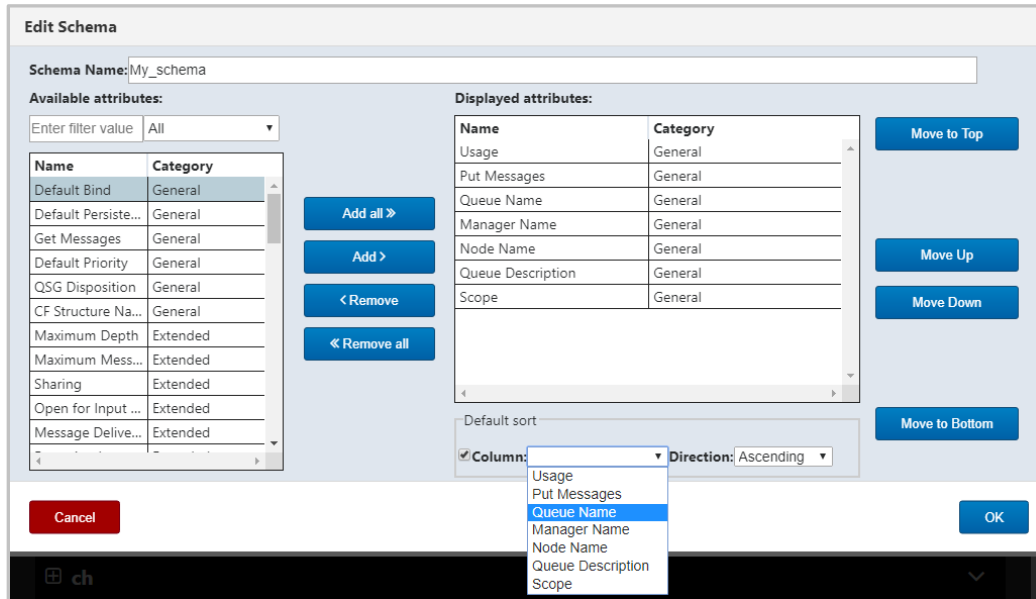 Edit Schema
Schema Name: My_schema
Available attributes:
Enter filter value All
Name Category
Default Bind General
Default Persiste... General
Get Messages General
Default Priority General
QSG Disposition General
CF Structure Na... General
Maximum Depth Extended
Maximum Mess... Extended
Sharing Extended
Open for Input ... Extended
Message Delive... Extended
Add all »
Add >
< Remove
« Remove all
Displayed attributes:
Name Category
Usage General
Put Messages General
Queue Name General
Manager Name General
Node Name General
Queue Description General
Scope General
Move to Top
Move Up
Move Down
Move to Bottom
Default sort
Column: Direction: Ascending
Usage
Put Messages
Queue Name
Manager Name
Node Name
Queue Description
Scope
Cancel
OK
ch